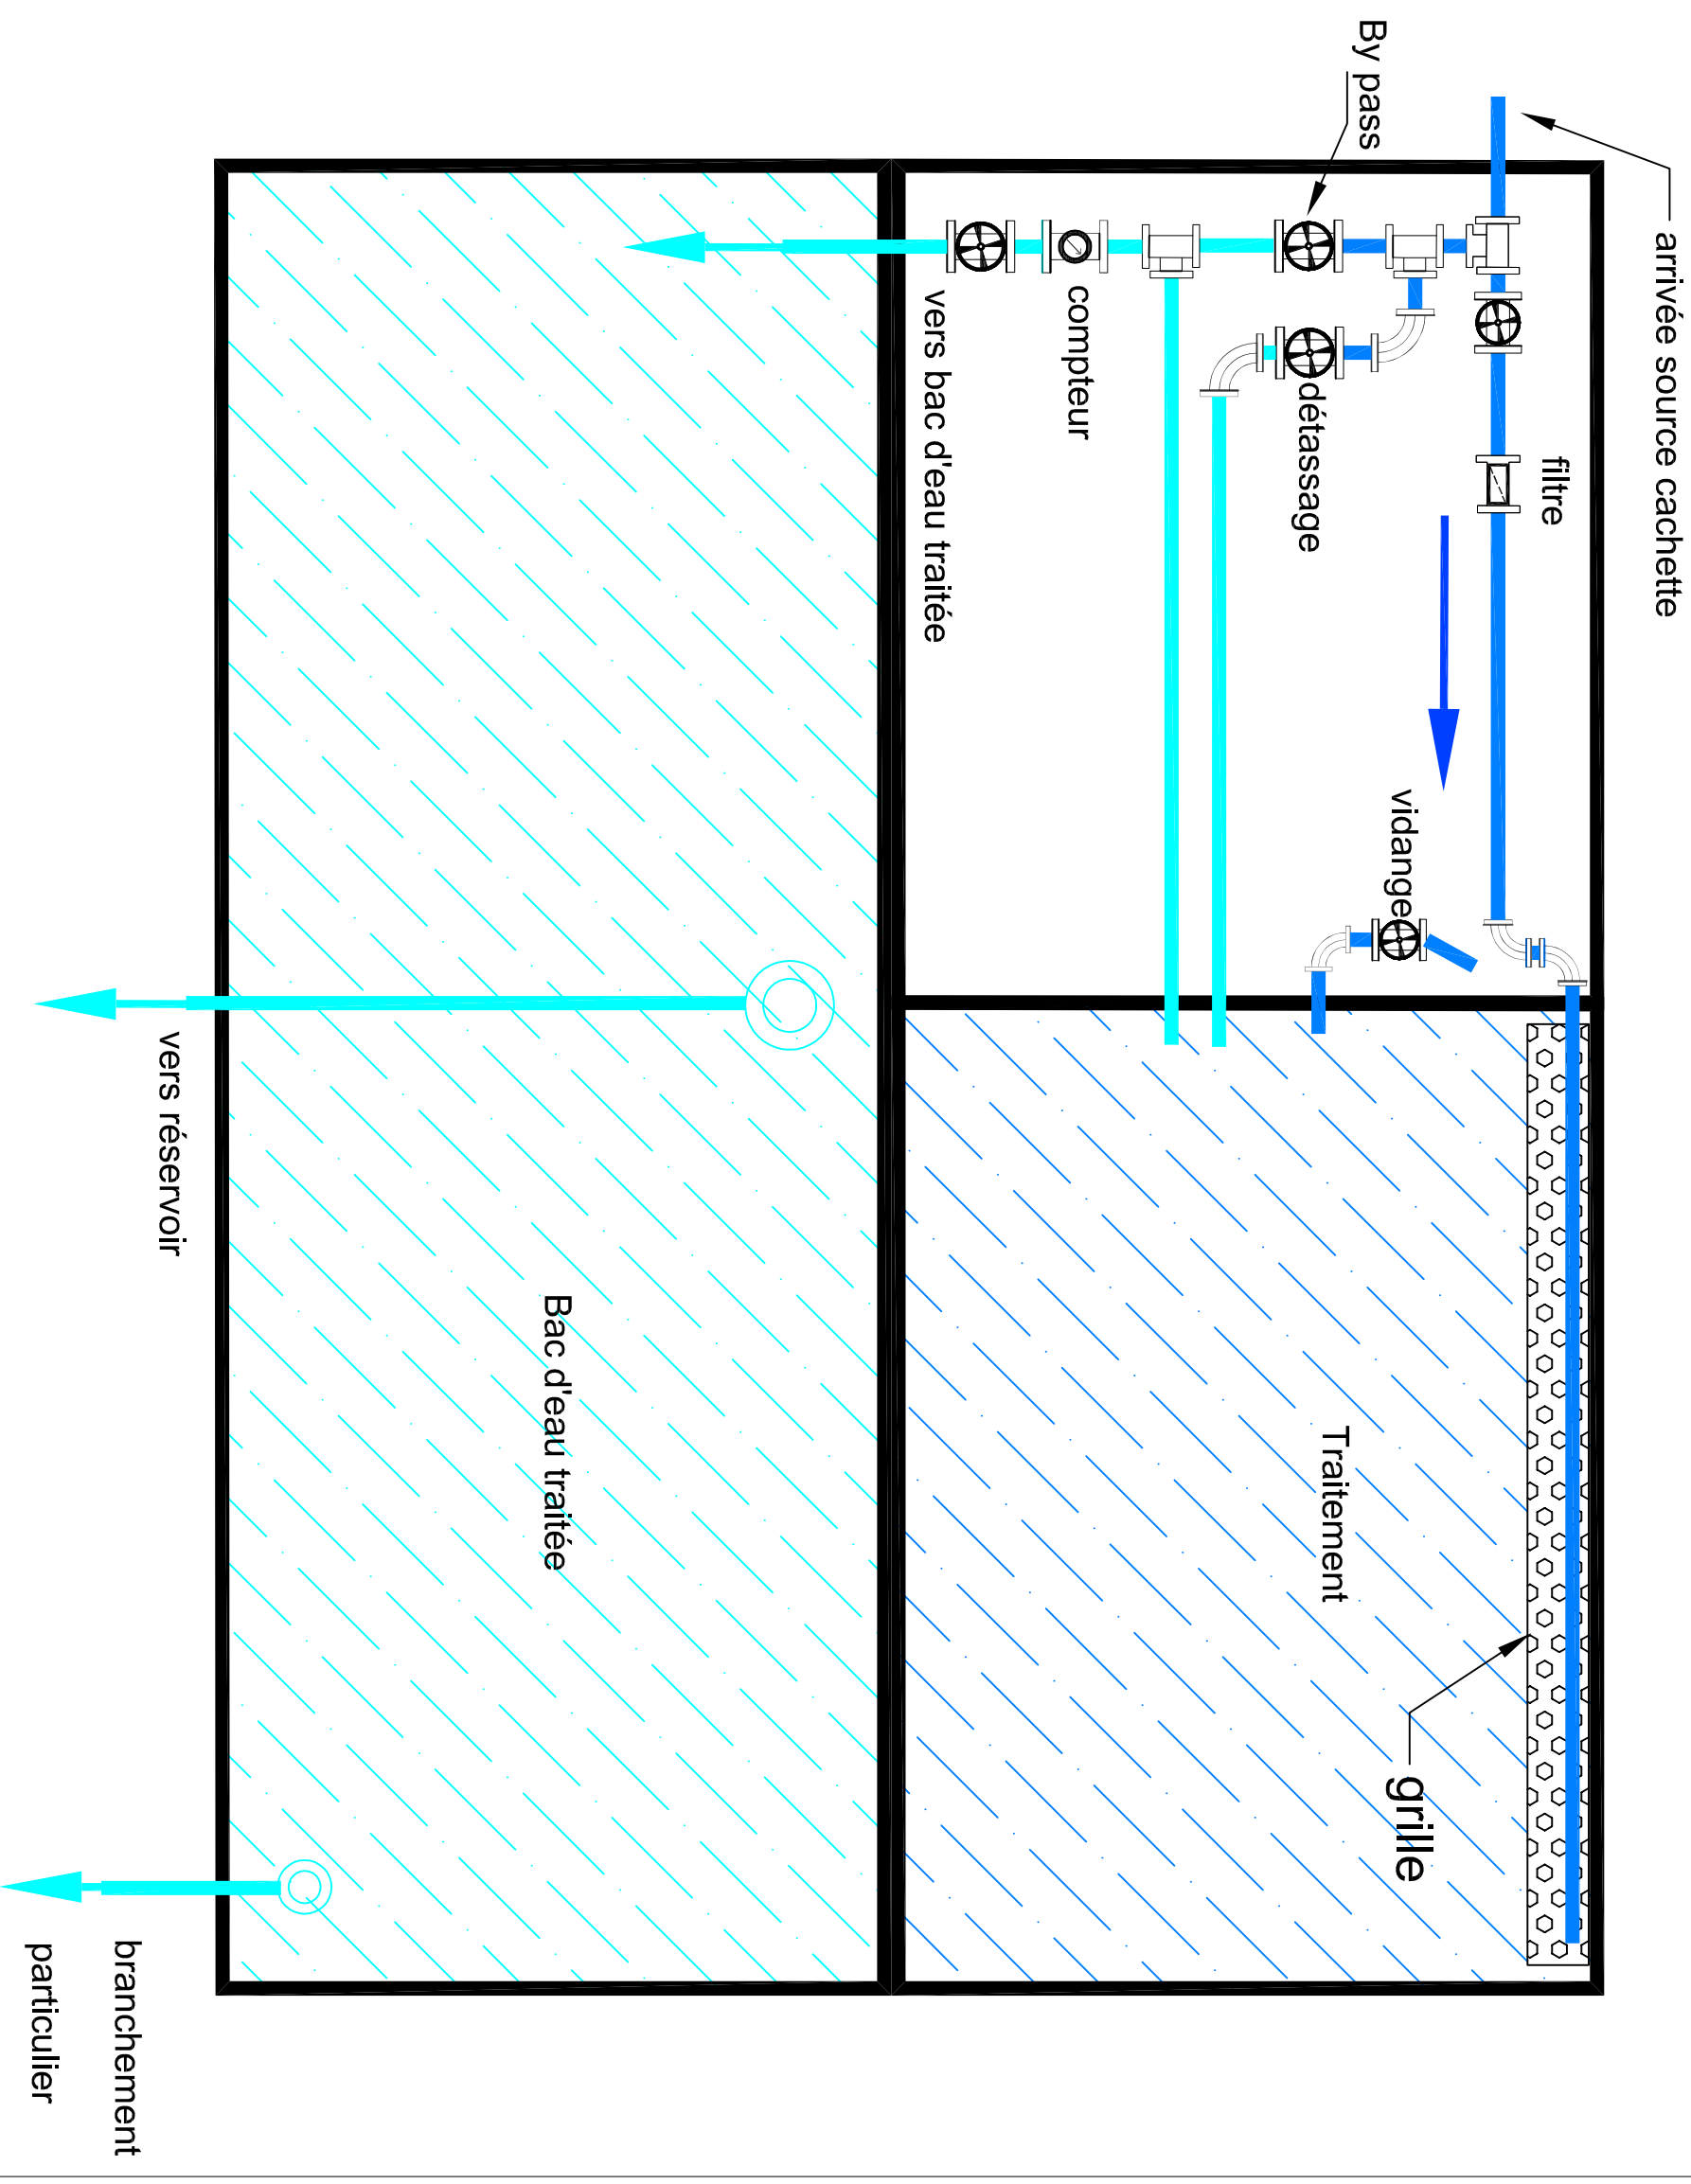 arrivée source cachette
By pass
filtre
détassage
compteur
vers bac d'eau traitée
vidange
Traitement
grille
Bac d'eau traitée
vers réservoir
branchement
particulier